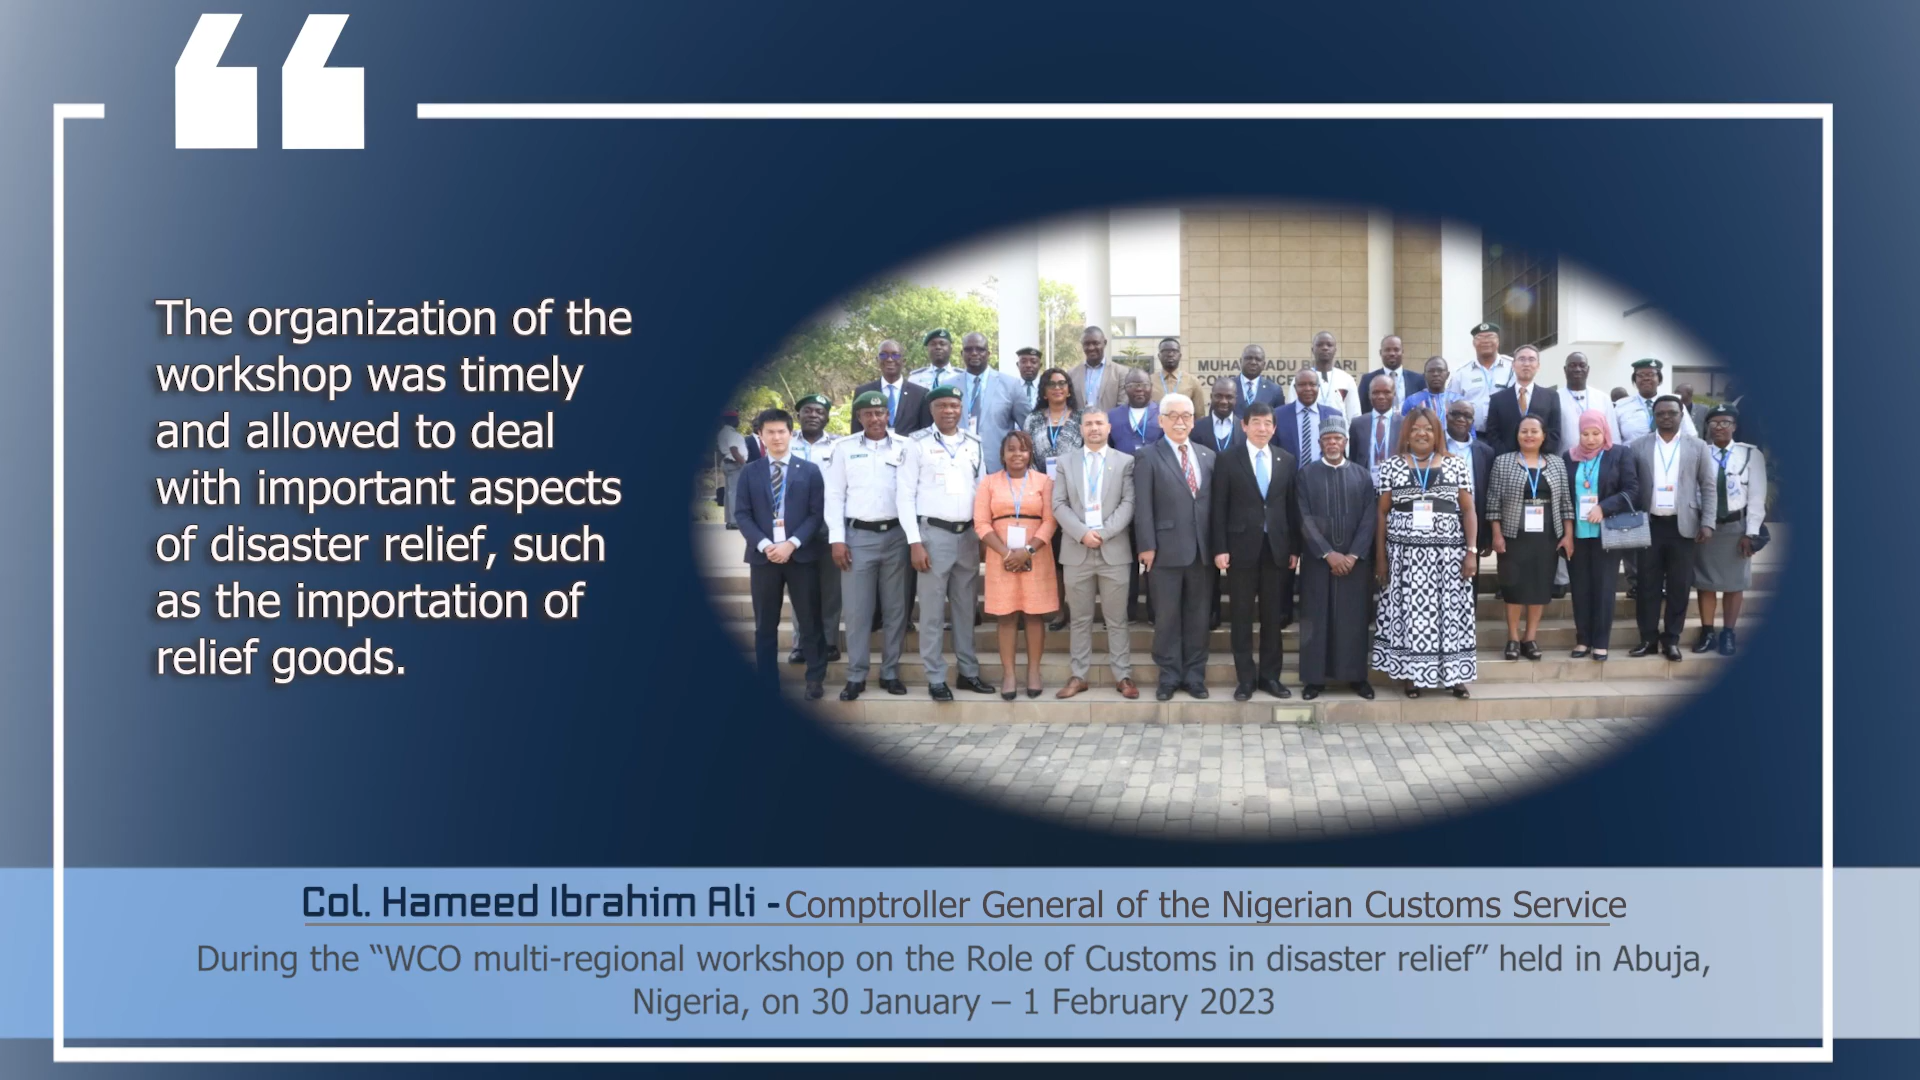 “
The organization of the
workshop was timely
and allowed to deal
with important aspects
of disaster relief, such
as the importation of
relief goods.
MUHAMMADU BUHARI
Col. Hameed Ibrahim Ali - Comptroller General of the Nigerian Customs Service
During the “WCO multi-regional workshop on the Role of Customs in disaster relief” held in Abuja,
Nigeria, on 30 January – 1 February 2023